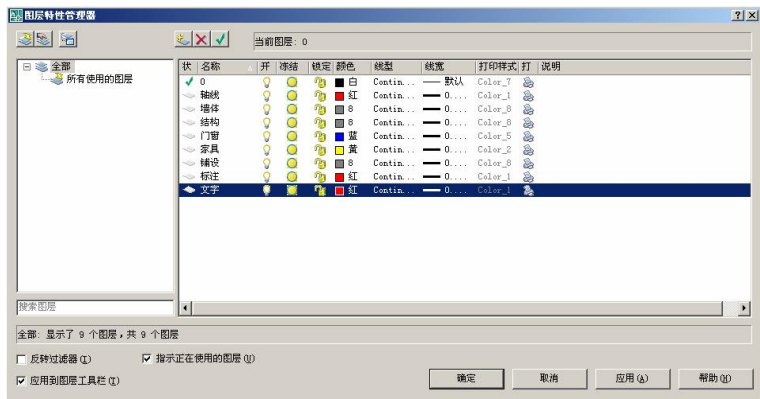 图层特性管理器
当前图层: 0
全部
所有使用的图层
状 名称 开 冻结 锁定 颜色 线型 线宽 打印样式 打 说明
0 白 Contin... 默认 Color_7
轴线 红 Contin... 0.... Color_1
墙体 8 Contin... 0.... Color_8
结构 8 Contin... 0.... Color_8
门窗 蓝 Contin... 0.... Color_5
家具 黄 Contin... 0.... Color_2
铺设 8 Contin... 0.... Color_8
标注 红 Contin... 0.... Color_1
文字 红 Contin... 0.... Color_1
搜索图层
全部: 显示了 9 个图层，共 9 个图层
反转过滤器(I) 指示正在使用的图层(U)
应用到图层工具栏(T)
确定 取消 应用(A) 帮助(H)